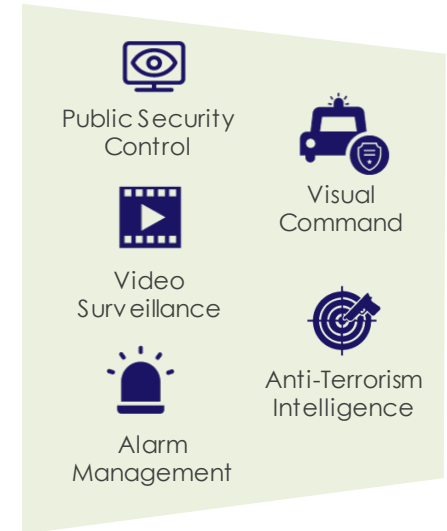 Public Security
Control
Visual
Command
Video
Surveillance
Anti-Terrorism
Intelligence
Alarm
Management